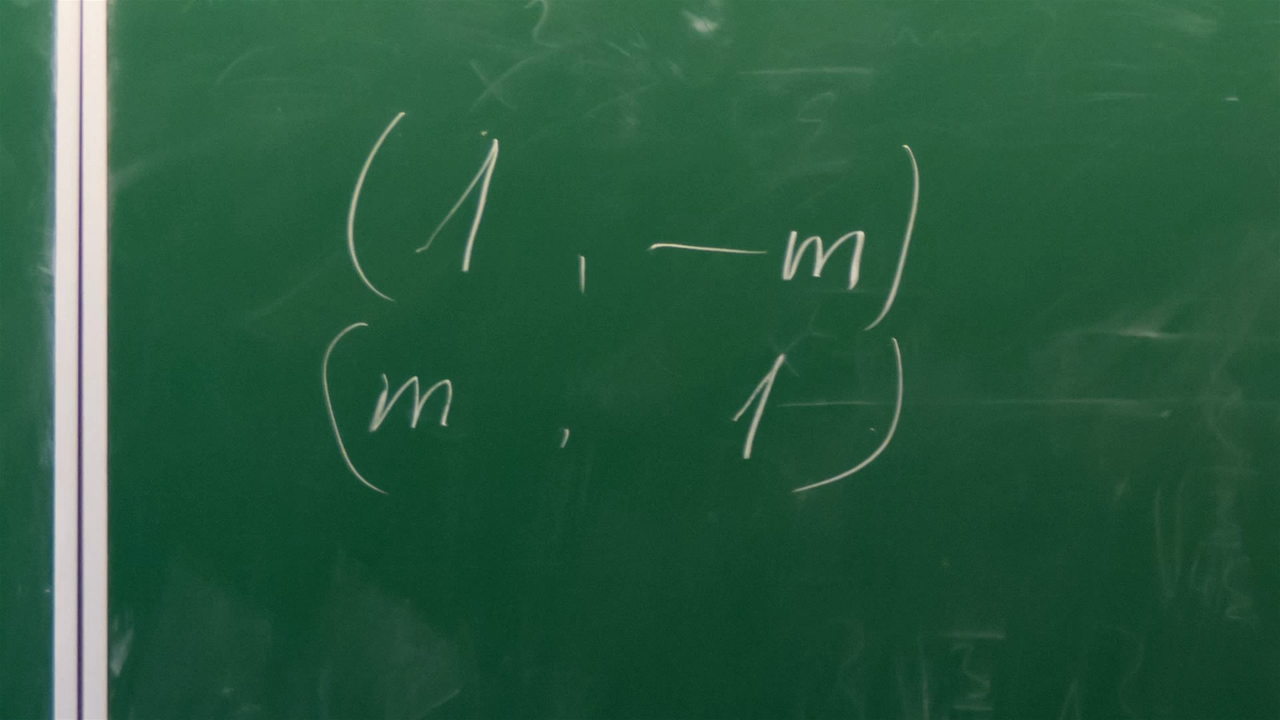 (1, -m)
(m, 1)